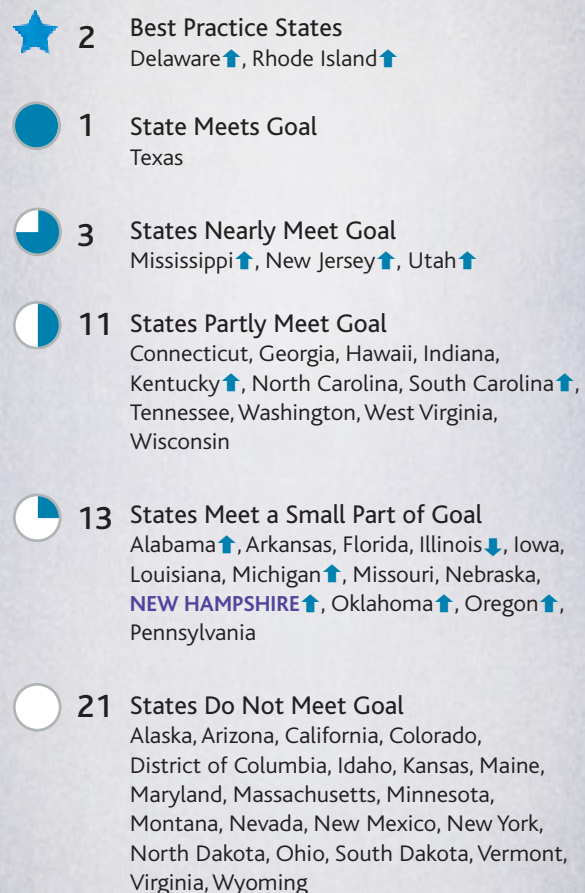 2 Best Practice States
Delaware⬆, Rhode Island⬆
1 State Meets Goal
Texas
3 States Nearly Meet Goal
Mississippi⬆, New Jersey⬆, Utah⬆
11 States Partly Meet Goal
Connecticut, Georgia, Hawaii, Indiana,
Kentucky⬆, North Carolina, South Carolina⬆,
Tennessee, Washington, West Virginia,
Wisconsin
13 States Meet a Small Part of Goal
Alabama⬆, Arkansas, Florida, Illinois⬇, Iowa,
Louisiana, Michigan⬆, Missouri, Nebraska,
NEW HAMPSHIRE⬆, Oklahoma⬆, Oregon⬆,
Pennsylvania
21 States Do Not Meet Goal
Alaska, Arizona, California, Colorado,
District of Columbia, Idaho, Kansas, Maine,
Maryland, Massachusetts, Minnesota,
Montana, Nevada, New Mexico, New York,
North Dakota, Ohio, South Dakota, Vermont,
Virginia, Wyoming